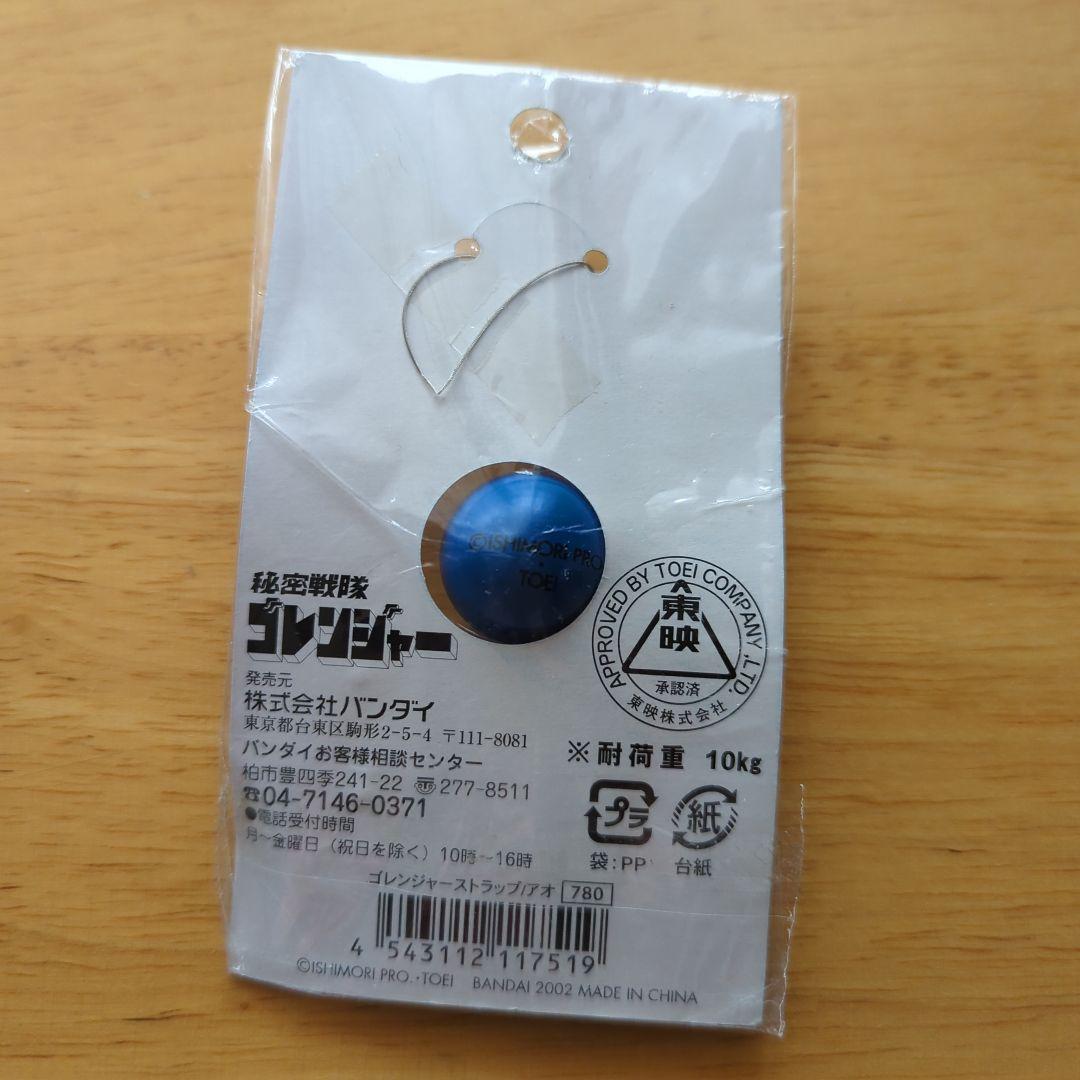 ©ISHIMORI PRO
・
TOEI
秘密戦隊
ゴレンジャー
発売元
株式会社バンダイ
東京都台東区駒形2-5-4 〒111-8081
バンダイお客様相談センター
柏市豊四季241-22 〠277-8511
☎04-7146-0371
●電話受付時間
月〜金曜日（祝日を除く）10時〜16時
APPROVED BY TOEI COMPANY,LTD.
東映
承認済
東映株式会社
※耐荷重 10kg
プラ 紙
袋:PP 台紙
ゴレンジャーストラップ/アオ 780
4 543112 117519
©ISHIMORI PRO.・TOEI BANDAI 2002 MADE IN CHINA